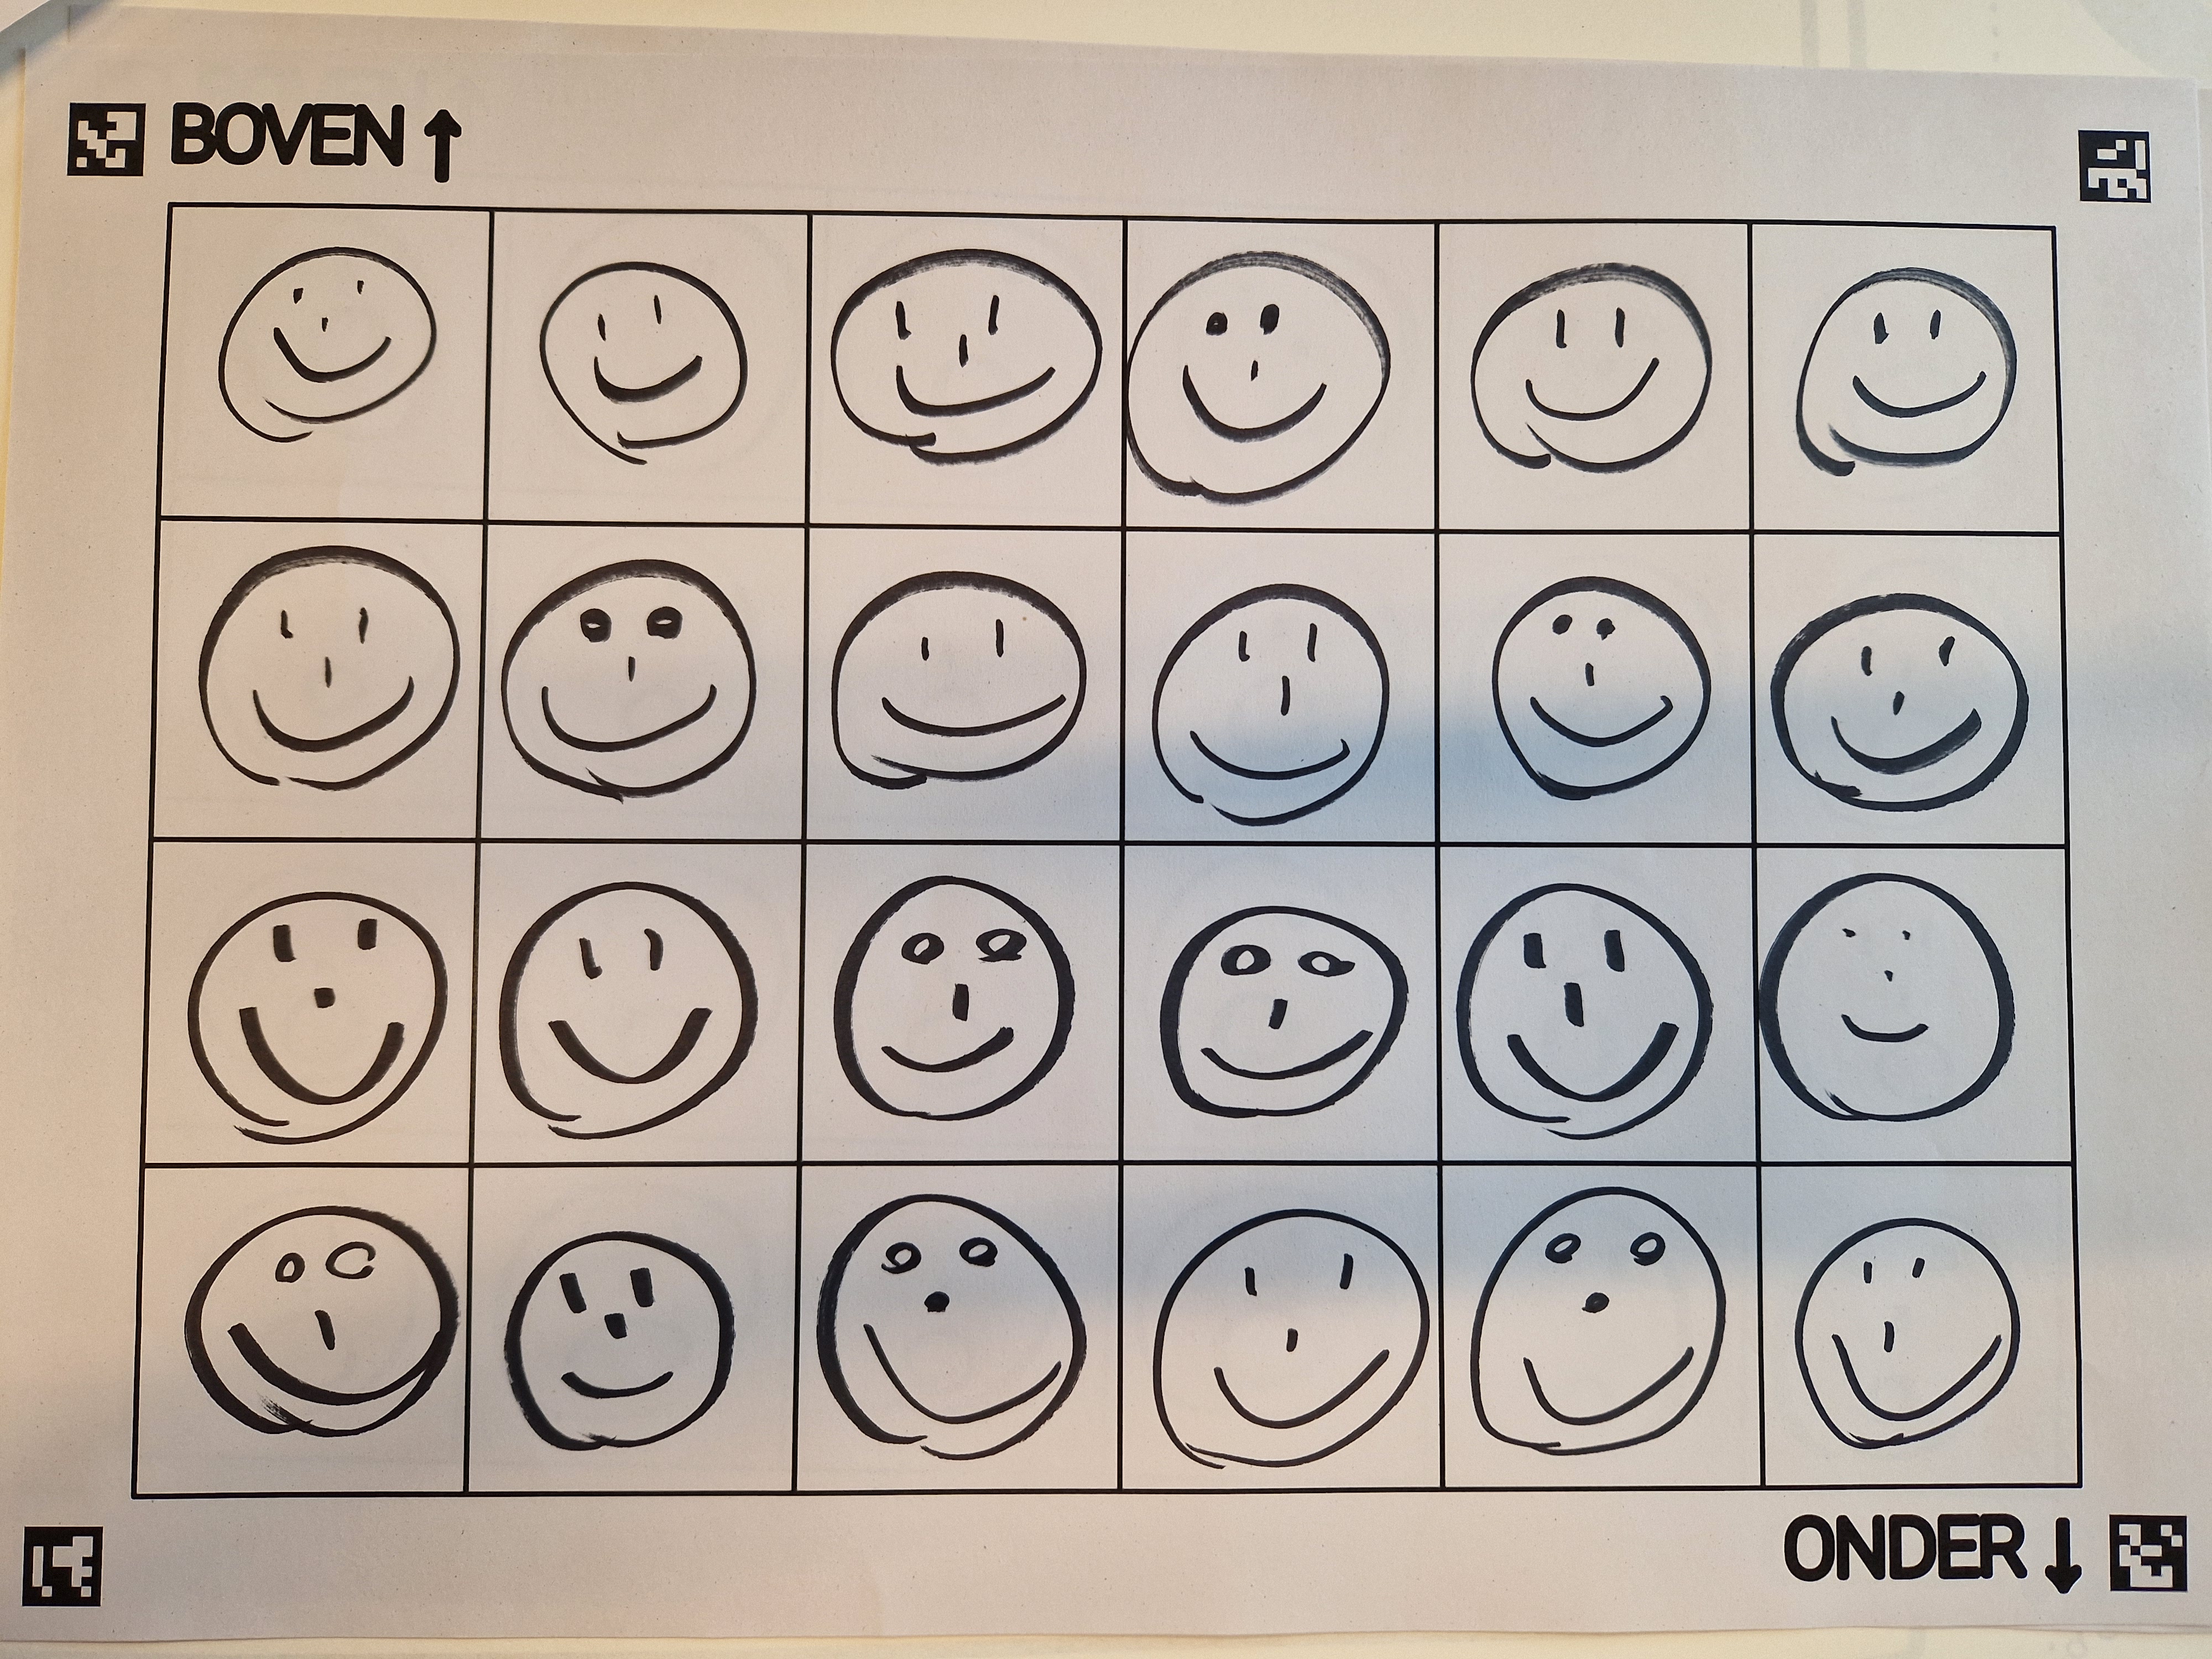 BOVEN ↑
ONDER ↓